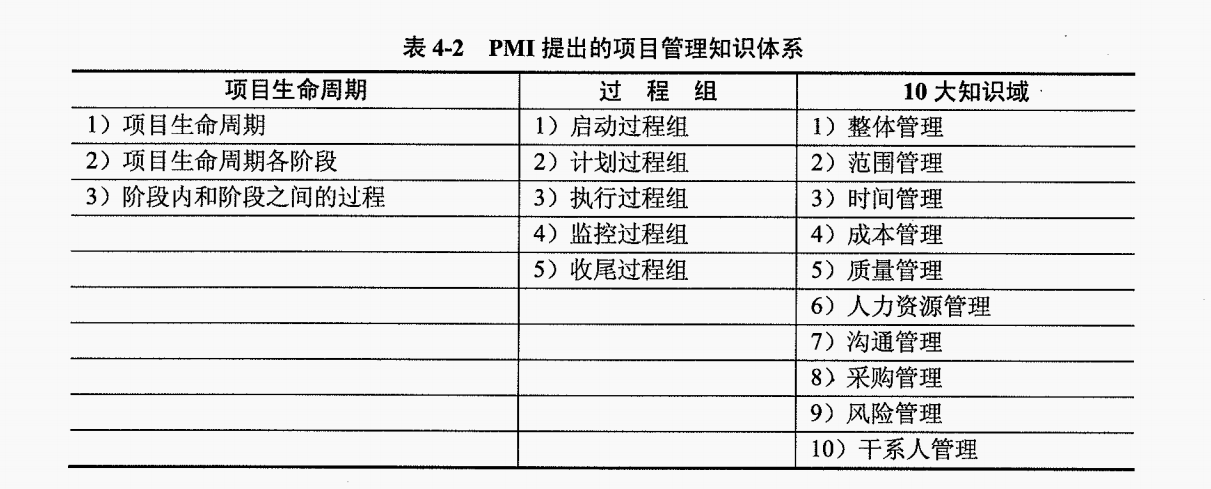 表 4-2 PMI 提出的项目管理知识体系
项目生命周期 过 程 组 10 大知识域
1）项目生命周期 1）启动过程组 1）整体管理
2）项目生命周期各阶段 2）计划过程组 2）范围管理
3）阶段内和阶段之间的过程 3）执行过程组 3）时间管理
4）监控过程组 4）成本管理
5）收尾过程组 5）质量管理
6）人力资源管理
7）沟通管理
8）采购管理
9）风险管理
10）干系人管理